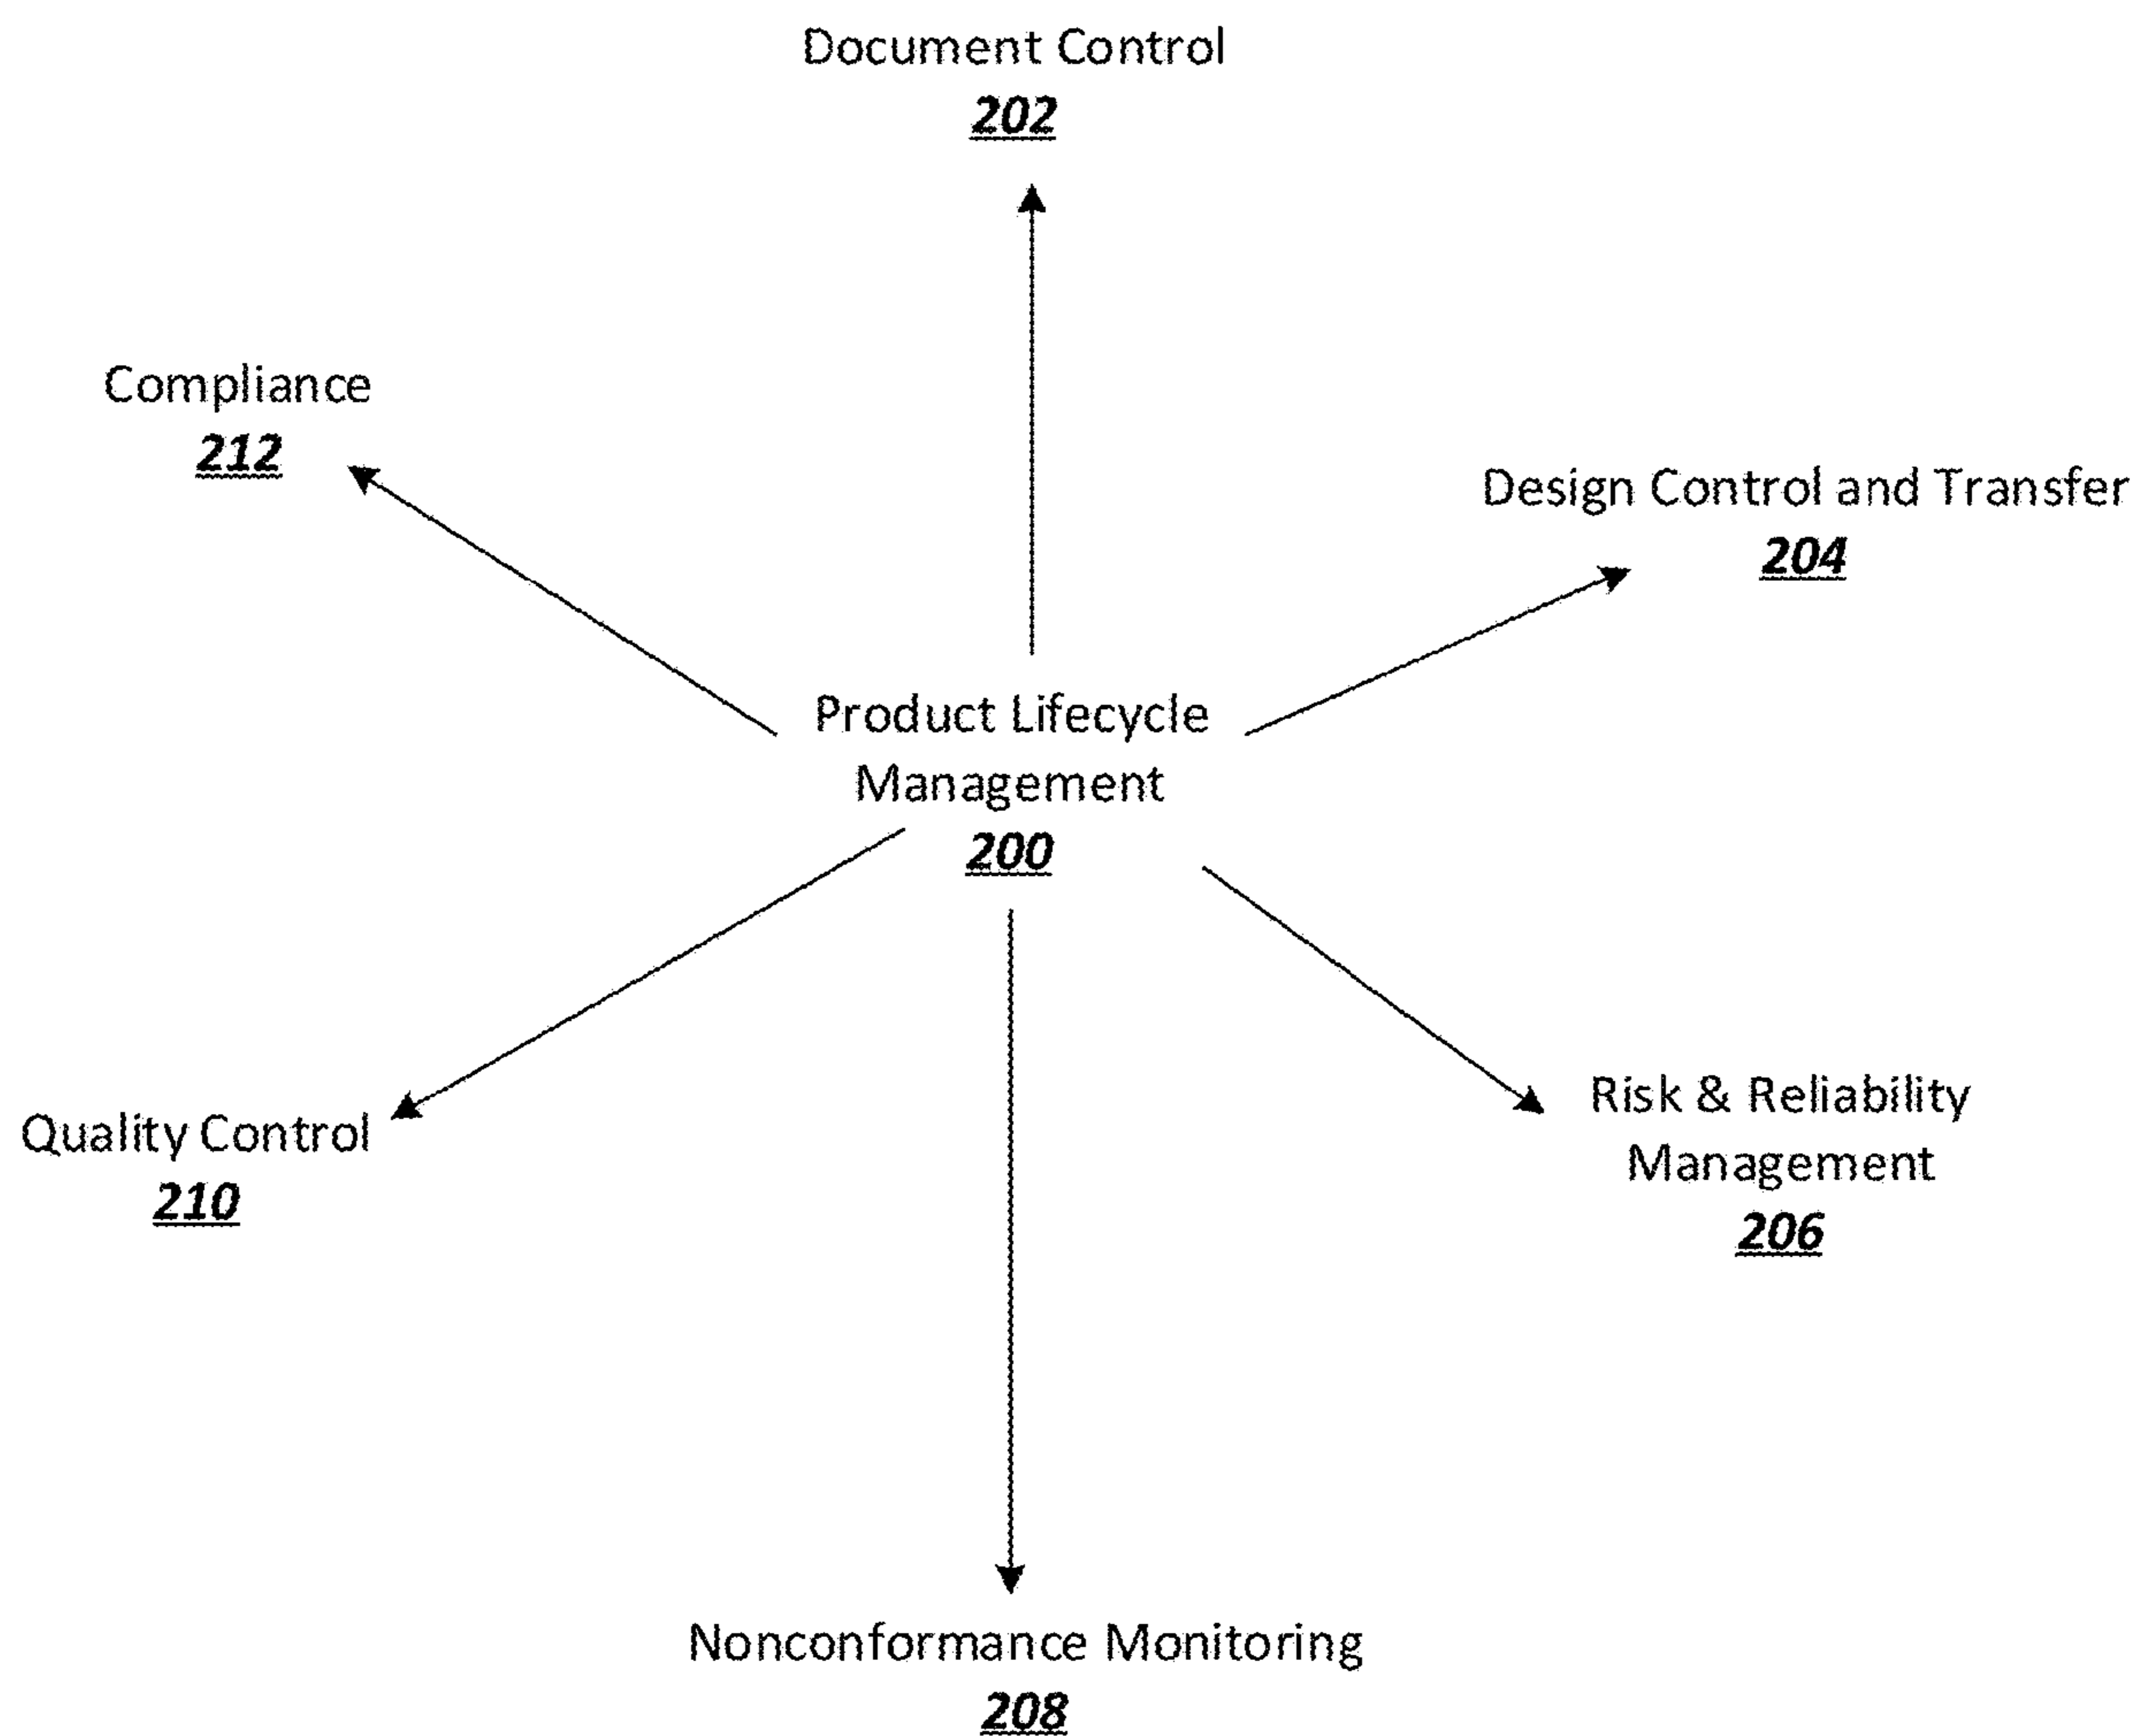 Document Control
202
Compliance
212
Design Control and Transfer
204
Product Lifecycle
Management
200
Risk & Reliability
Management
206
Quality Control
210
Nonconformance Monitoring
208